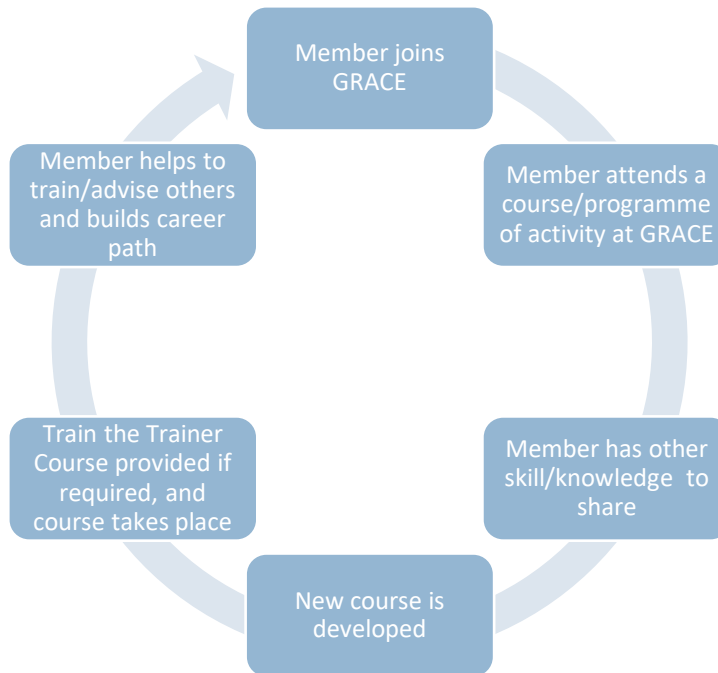 Member joins
GRACE
Member attends a
course/programme
of activity at GRACE
Member has other
skill/knowledge  to
share
New course is
developed
Train the Trainer
Course provided if
required, and
course takes place
Member helps to
train/advise others
and builds career
path